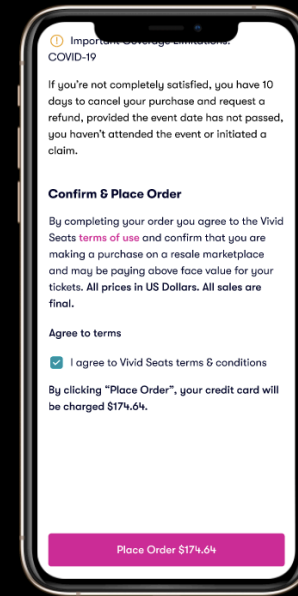 Important Coverage Limitations:
COVID-19
If you're not completely satisfied, you have 10
days to cancel your purchase and request a
refund, provided the event date has not passed,
you haven't attended the event or initiated a
claim.
Confirm & Place Order
By completing your order you agree to the Vivid
Seats terms of use and confirm that you are
making a purchase on a resale marketplace
and may be paying above face value for your
tickets. All prices in US Dollars. All sales are
final.
Agree to terms
I agree to Vivid Seats terms & conditions
By clicking “Place Order”, your credit card will
be charged $174.64.
Place Order $174.64